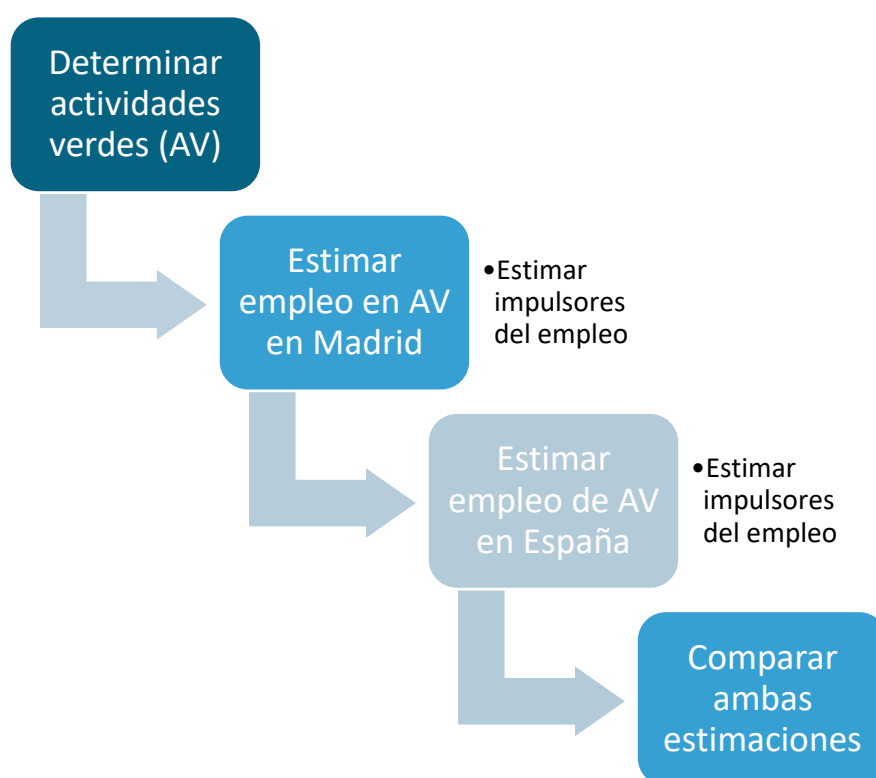 Determinar
actividades
verdes (AV)
Estimar
empleo en AV
en Madrid
•Estimar
impulsores
del empleo
Estimar
empleo de AV
en España
•Estimar
impulsores
del empleo
Comparar
ambas
estimaciones